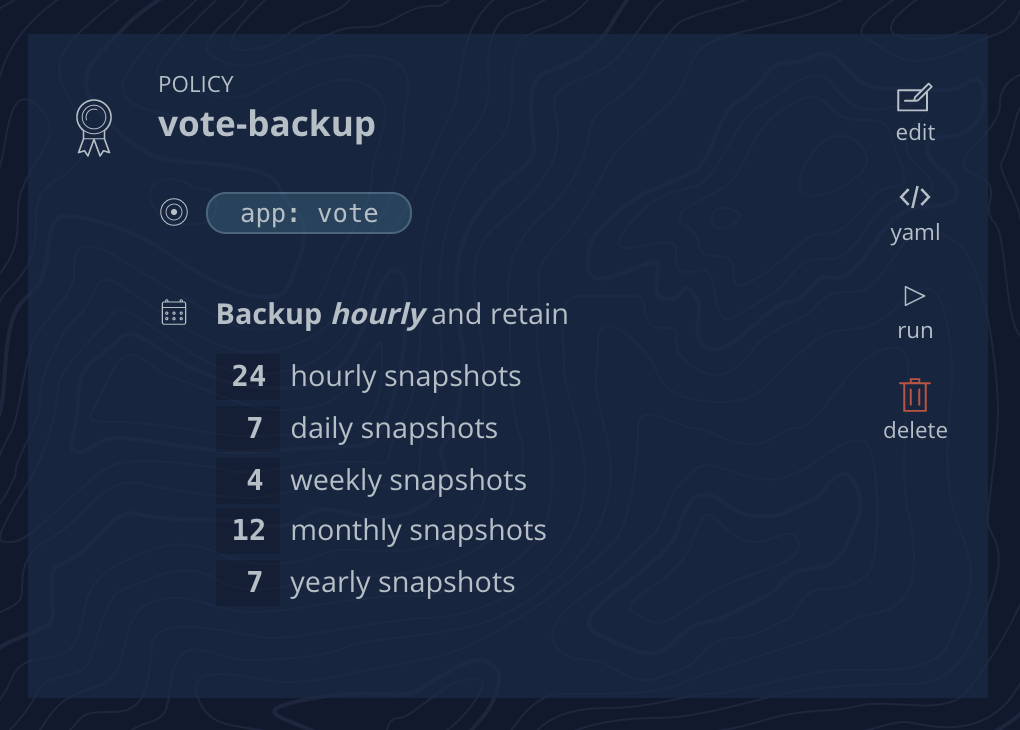 POLICY
vote-backup
edit
app: vote
yaml
Backup hourly and retain
run
24 hourly snapshots
7 daily snapshots
delete
4 weekly snapshots
12 monthly snapshots
7 yearly snapshots